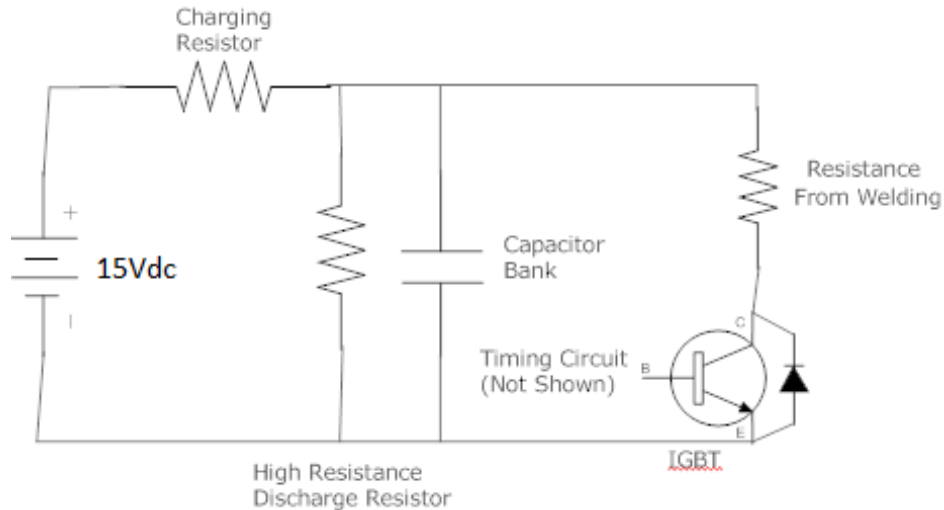 Charging
Resistor
+
15Vdc
Capacitor
Bank
Resistance
From Welding
Timing Circuit
(Not Shown)
B
C
E
IGBT
High Resistance
Discharge Resistor